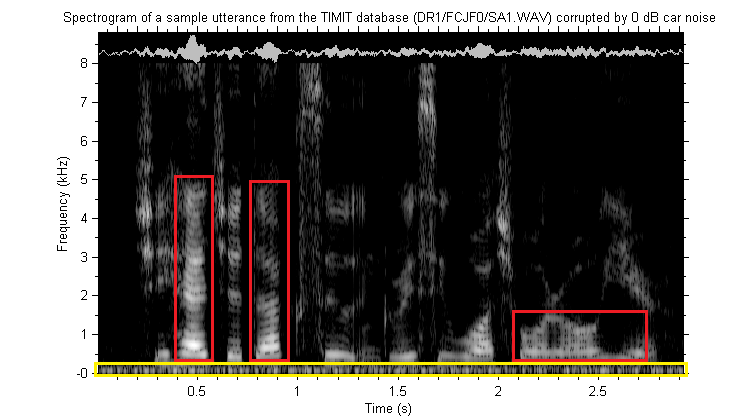 Spectrogram of a sample utterance from the TIMIT database (DR1/FCJF0/SA1.WAV) corrupted by 0 dB car noise
8
7
6
5
4
3
2
1
-0
Frequency (kHz)
0.5 1 1.5 2 2.5
Time (s)